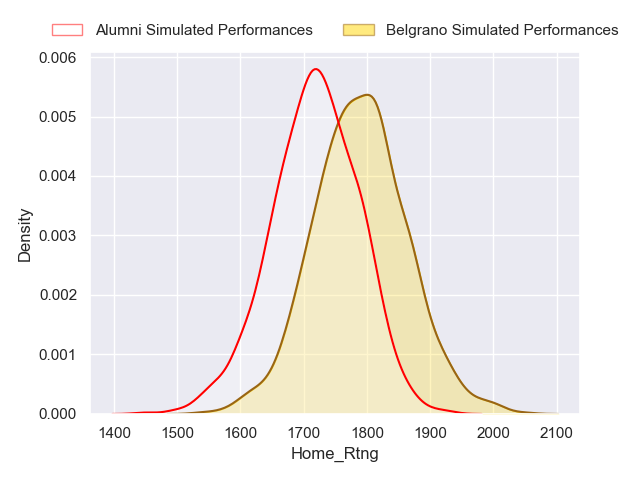 Alumni Simulated Performances Belgrano Simulated Performances
0.006
0.005
0.004
0.003
0.002
0.001
0.000
Density
1400 1500 1600 1700 1800 1900 2000 2100
Home_Rtng